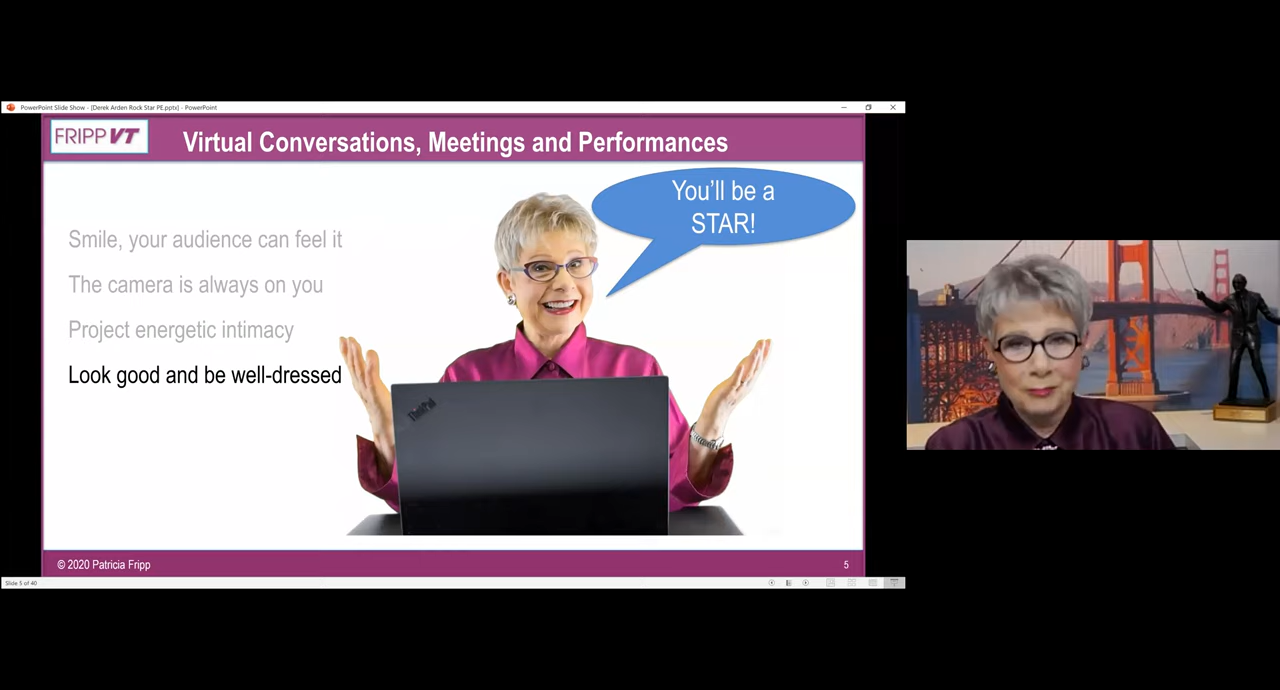 PowerPoint Slide Show - [Derek Arden Rock Star PE.pptx] - PowerPoint
FRIPP VT
Virtual Conversations, Meetings and Performances
You'll be a
STAR!
Smile, your audience can feel it
The camera is always on you
Project energetic intimacy
Look good and be well-dressed
ThinkPad
© 2020 Patricia Fripp
5
Slide 5 of 40